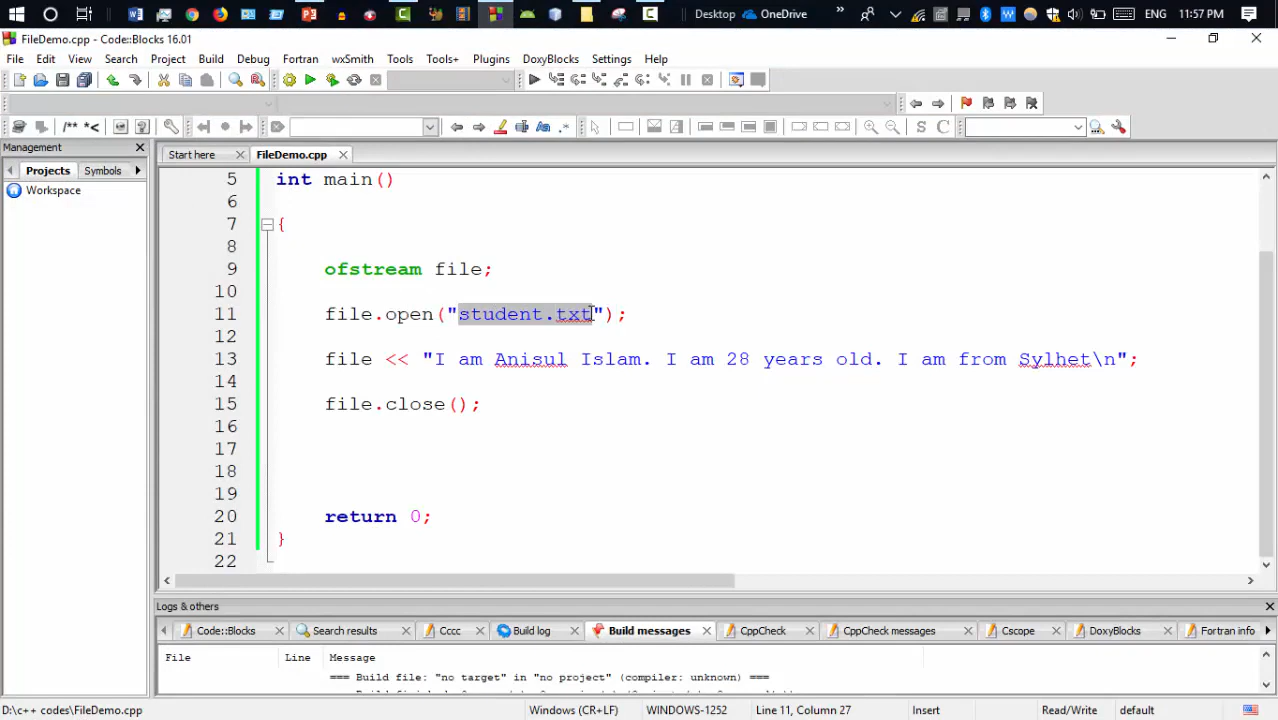 Desktop
OneDrive
ENG
11:57 PM
FileDemo.cpp - Code::Blocks 16.01
File Edit View Search Project Build Debug Fortran wxSmith Tools Tools+ Plugins DoxyBlocks Settings Help
/** *<
S C
Management
Start here
FileDemo.cpp
Projects
Symbols
Workspace
5 int main()
6
7 {
8
9 ofstream file;
10
11 file.open("student.txt");
12
13 file << "I am Anisul Islam. I am 28 years old. I am from Sylhet\n";
14
15 file.close();
16
17
18
19
20 return 0;
21 }
22
Logs & others
Code::Blocks
Search results
Cccc
Build log
Build messages
CppCheck
CppCheck messages
Cscope
DoxyBlocks
Fortran info
File Line Message
=== Build file: "no target" in "no project" (compiler: unknown) ===
D:\c++ codes\FileDemo.cpp
Windows (CR+LF)
WINDOWS-1252
Line 11, Column 27
Insert
Read/Write
default